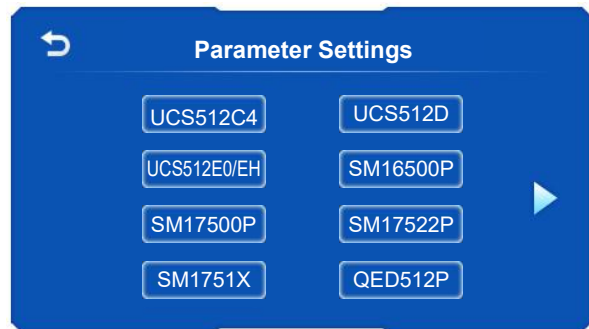 Parameter Settings
UCS512C4 UCS512D
UCS512E0/EH SM16500P
SM17500P SM17522P
SM1751X QED512P